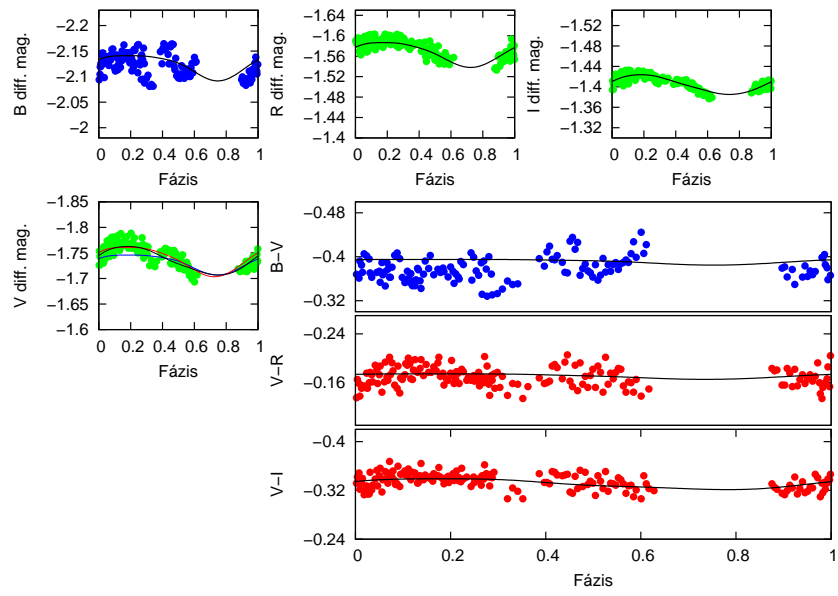 B diff. mag.
−2.2
−2.15
−2.1
−2.05
−2
0 0.2 0.4 0.6 0.8 1
Fázis
R diff. mag.
−1.64
−1.6
−1.56
−1.53
−1.48
−1.44
−1.4
0 0.2 0.4 0.6 0.8 1
Fázis
I diff. mag.
−1.52
−1.48
−1.44
−1.4
−1.36
−1.32
0 0.2 0.4 0.6 0.8 1
Fázis
V diff. mag.
−1.85
−1.8
−1.75
−1.7
−1.65
−1.6
0 0.2 0.4 0.6 0.8 1
Fázis
B−V
−0.48
−0.4
−0.32
V−R
−0.24
−0.16
V−I
−0.4
−0.32
−0.24
0 0.2 0.4 0.6 0.8 1
Fázis